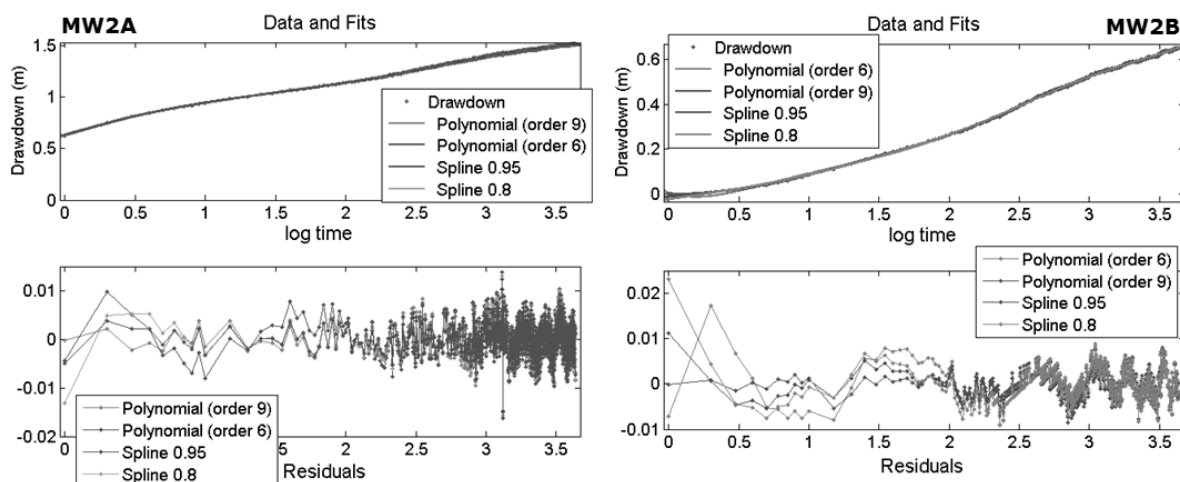 MW2A
Data and Fits
1.5
1
0.5
0
Drawdown (m)
Drawdown
Polynomial (order 9)
Polynomial (order 6)
Spline 0.95
Spline 0.8
0 0.5 1 1.5 2 2.5 3 3.5
log time
0.01
0
-0.01
-0.02
Polynomial (order 9)
Polynomial (order 6)
Spline 0.95
Spline 0.8
0 .5 2 2.5 3 3.5
Residuals
Data and Fits
MW2B
0.6
0.4
0.2
0
Drawdown (m)
Drawdown
Polynomial (order 6)
Polynomial (order 9)
Spline 0.95
Spline 0.8
0 0.5 1 1.5 2 2.5 3 3.5
log time
Polynomial (order 6)
Polynomial (order 9)
Spline 0.95
Spline 0.8
0.02
0.01
0
-0.01
0 0.5 1 1.5 2 2.5 3 3.5
Residuals